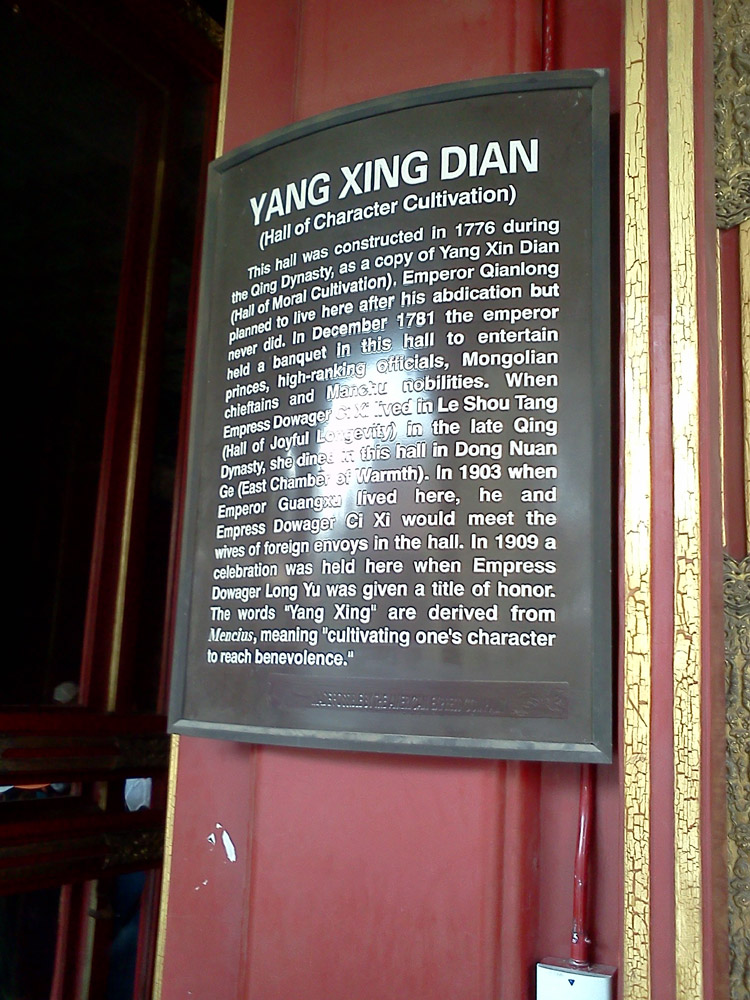 YANG XING DIAN
(Hall of Character Cultivation)
This hall was constructed in 1776 during
the Qing Dynasty, as a copy of Yang Xin Dian
(Hall of Moral Cultivation), Emperor Qianlong
planned to live here after his abdication but
never did. In December 1781 the emperor
held a banquet in this hall to entertain
princes, high-ranking officials, Mongolian
chieftains and Manchu nobilities. When
Empress Dowager Ci Xi lived in Le Shou Tang
(Hall of Joyful Longevity) in the late Qing
Dynasty, she dined in this hall in Dong Nuan
Ge (East Chamber of Warmth). In 1903 when
Emperor Guangxu lived here, he and
Empress Dowager Ci Xi would meet the
wives of foreign envoys in the hall. In 1909 a
celebration was held here when Empress
Dowager Long Yu was given a title of honor.
The words "Yang Xing" are derived from
Mencius, meaning "cultivating one's character
to reach benevolence."